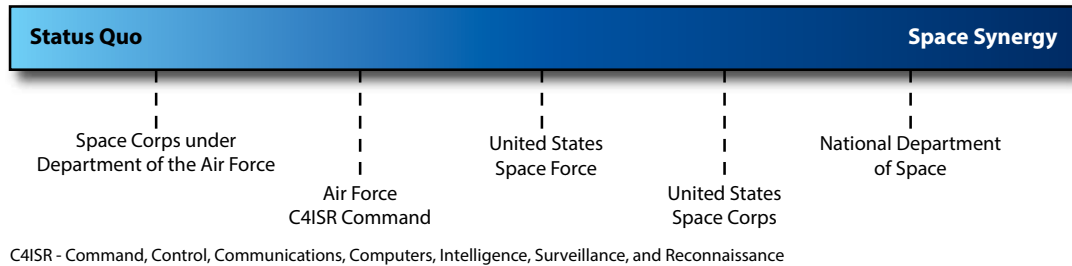 Status Quo
Space Synergy
Space Corps under
Department of the Air Force
Air Force
C4ISR Command
United States
Space Force
United States
Space Corps
National Department
of Space
C4ISR - Command, Control, Communications, Computers, Intelligence, Surveillance, and Reconnaissance